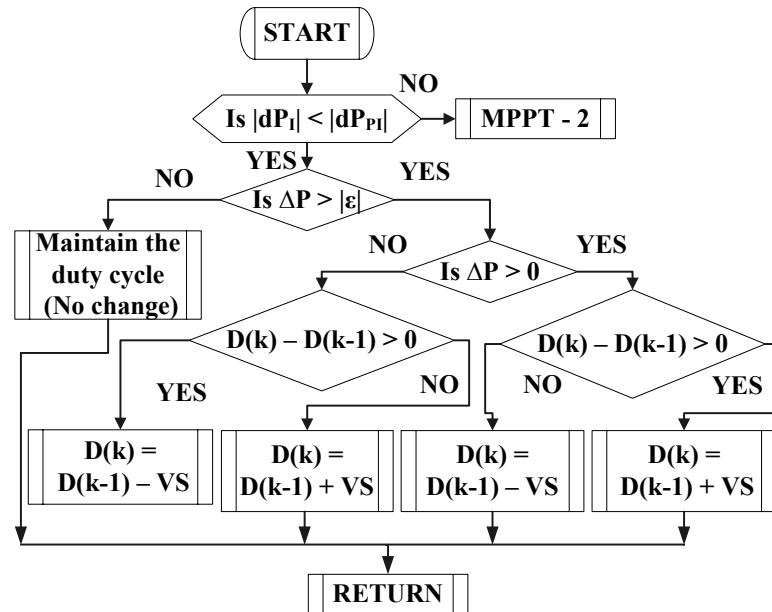 START
NO
Is |dP_I| < |dP_PI|
MPPT - 2
YES
NO
YES
Is ΔP > |ε|
Maintain the
duty cycle
(No change)
NO
YES
Is ΔP > 0
D(k) – D(k-1) > 0
D(k) – D(k-1) > 0
YES
NO
NO
YES
D(k) =
D(k-1) – VS
D(k) =
D(k-1) + VS
D(k) =
D(k-1) – VS
D(k) =
D(k-1) + VS
RETURN